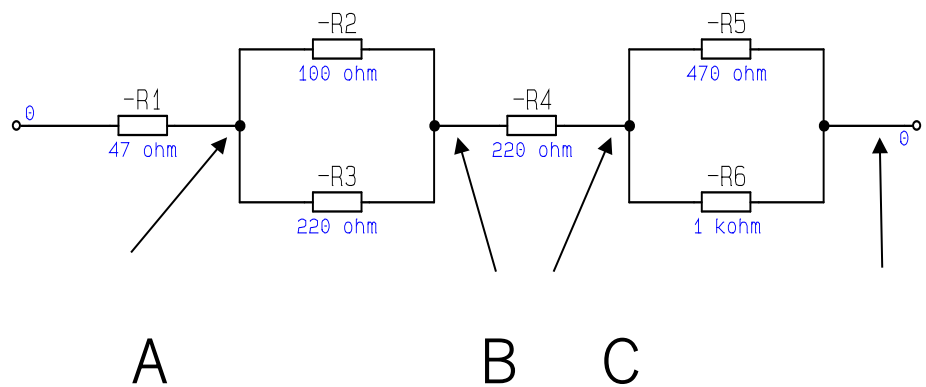 -R2
100 ohm
-R5
470 ohm
0
-R1
47 ohm
-R4
220 ohm
0
-R3
220 ohm
-R6
1 kohm
A
B
C